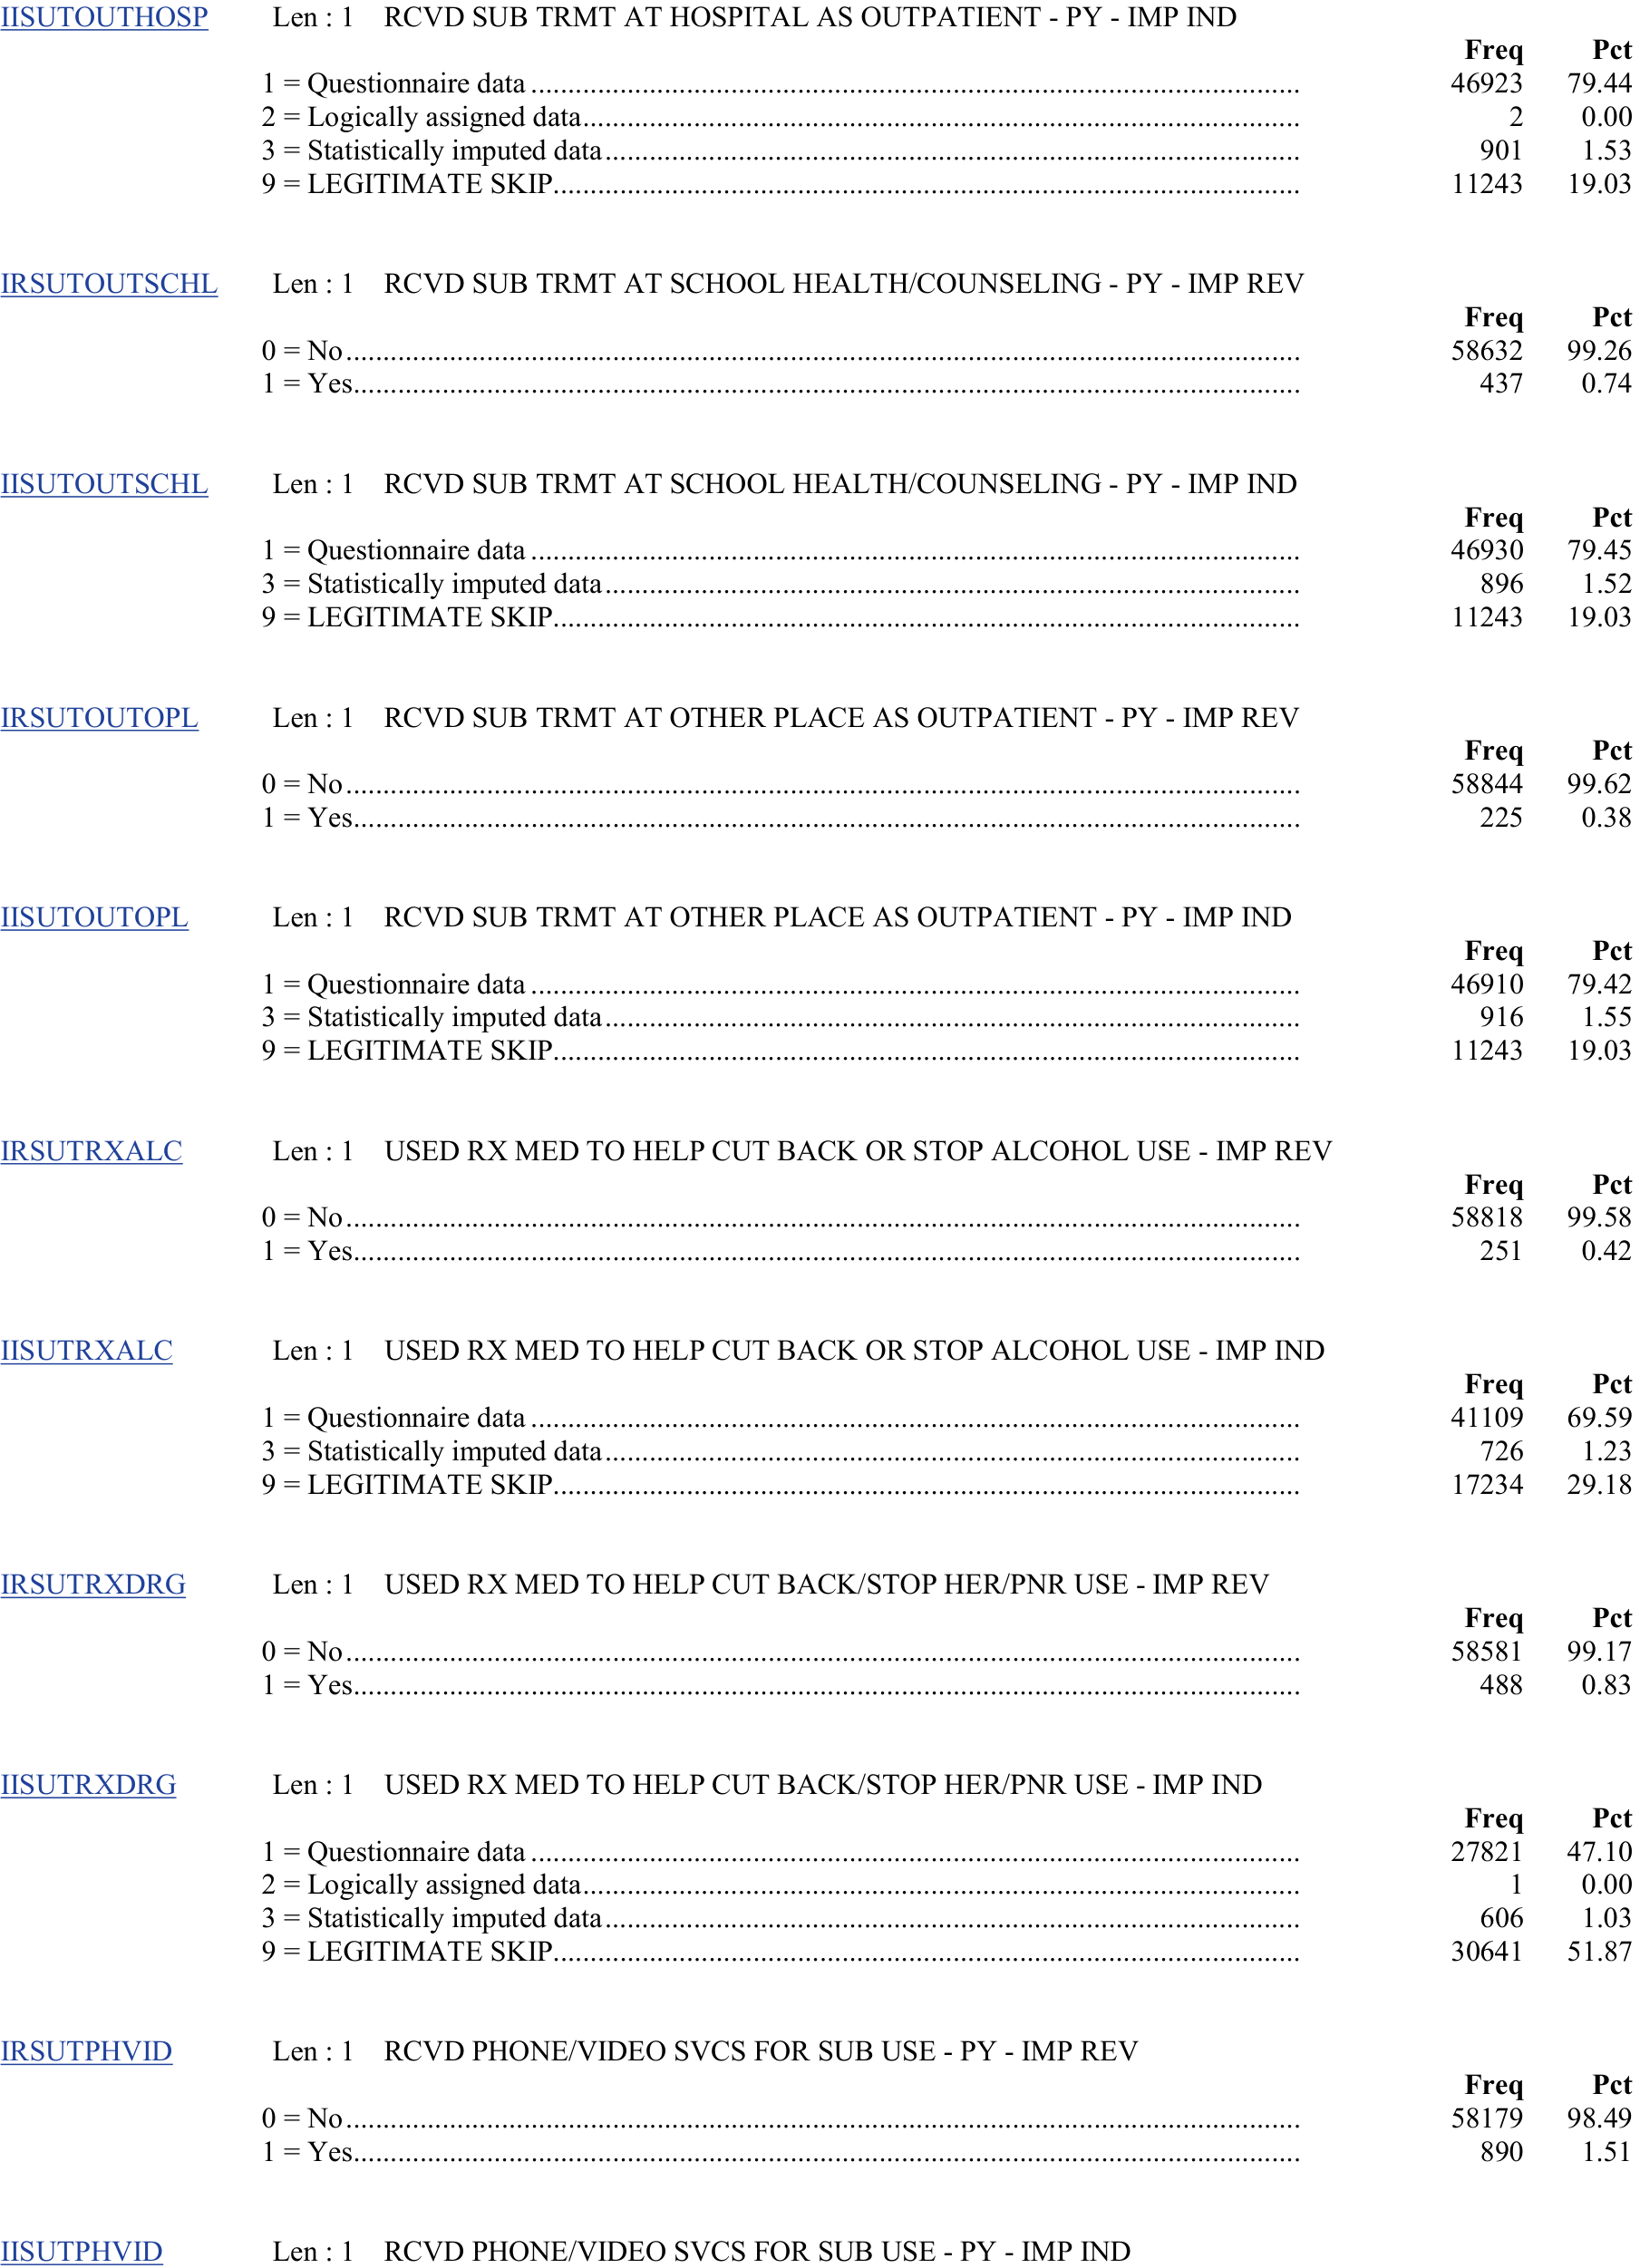 IISUTOUTHOSP Len : 1 RCVD SUB TRMT AT HOSPITAL AS OUTPATIENT - PY - IMP IND
Freq Pct
1 = Questionnaire data ........ 46923 79.44
2 = Logically assigned data........ 2 0.00
3 = Statistically imputed data........ 901 1.53
9 = LEGITIMATE SKIP........ 11243 19.03
IRSUTOUTSCHL Len : 1 RCVD SUB TRMT AT SCHOOL HEALTH/COUNSELING - PY - IMP REV
Freq Pct
0 = No........ 58632 99.26
1 = Yes........ 437 0.74
IISUTOUTSCHL Len : 1 RCVD SUB TRMT AT SCHOOL HEALTH/COUNSELING - PY - IMP IND
Freq Pct
1 = Questionnaire data ........ 46930 79.45
3 = Statistically imputed data........ 896 1.52
9 = LEGITIMATE SKIP........ 11243 19.03
IRSUTOUTOPL Len : 1 RCVD SUB TRMT AT OTHER PLACE AS OUTPATIENT - PY - IMP REV
Freq Pct
0 = No........ 58844 99.62
1 = Yes........ 225 0.38
IISUTOUTOPL Len : 1 RCVD SUB TRMT AT OTHER PLACE AS OUTPATIENT - PY - IMP IND
Freq Pct
1 = Questionnaire data ........ 46910 79.42
3 = Statistically imputed data........ 916 1.55
9 = LEGITIMATE SKIP........ 11243 19.03
IRSUTRXALC Len : 1 USED RX MED TO HELP CUT BACK OR STOP ALCOHOL USE - IMP REV
Freq Pct
0 = No........ 58818 99.58
1 = Yes........ 251 0.42
IISUTRXALC Len : 1 USED RX MED TO HELP CUT BACK OR STOP ALCOHOL USE - IMP IND
Freq Pct
1 = Questionnaire data ........ 41109 69.59
3 = Statistically imputed data........ 726 1.23
9 = LEGITIMATE SKIP........ 17234 29.18
IRSUTRXDRG Len : 1 USED RX MED TO HELP CUT BACK/STOP HER/PNR USE - IMP REV
Freq Pct
0 = No........ 58581 99.17
1 = Yes........ 488 0.83
IISUTRXDRG Len : 1 USED RX MED TO HELP CUT BACK/STOP HER/PNR USE - IMP IND
Freq Pct
1 = Questionnaire data ........ 27821 47.10
2 = Logically assigned data........ 1 0.00
3 = Statistically imputed data........ 606 1.03
9 = LEGITIMATE SKIP........ 30641 51.87
IRSUTPHVID Len : 1 RCVD PHONE/VIDEO SVCS FOR SUB USE - PY - IMP REV
Freq Pct
0 = No........ 58179 98.49
1 = Yes........ 890 1.51
IISUTPHVID Len : 1 RCVD PHONE/VIDEO SVCS FOR SUB USE - PY - IMP IND